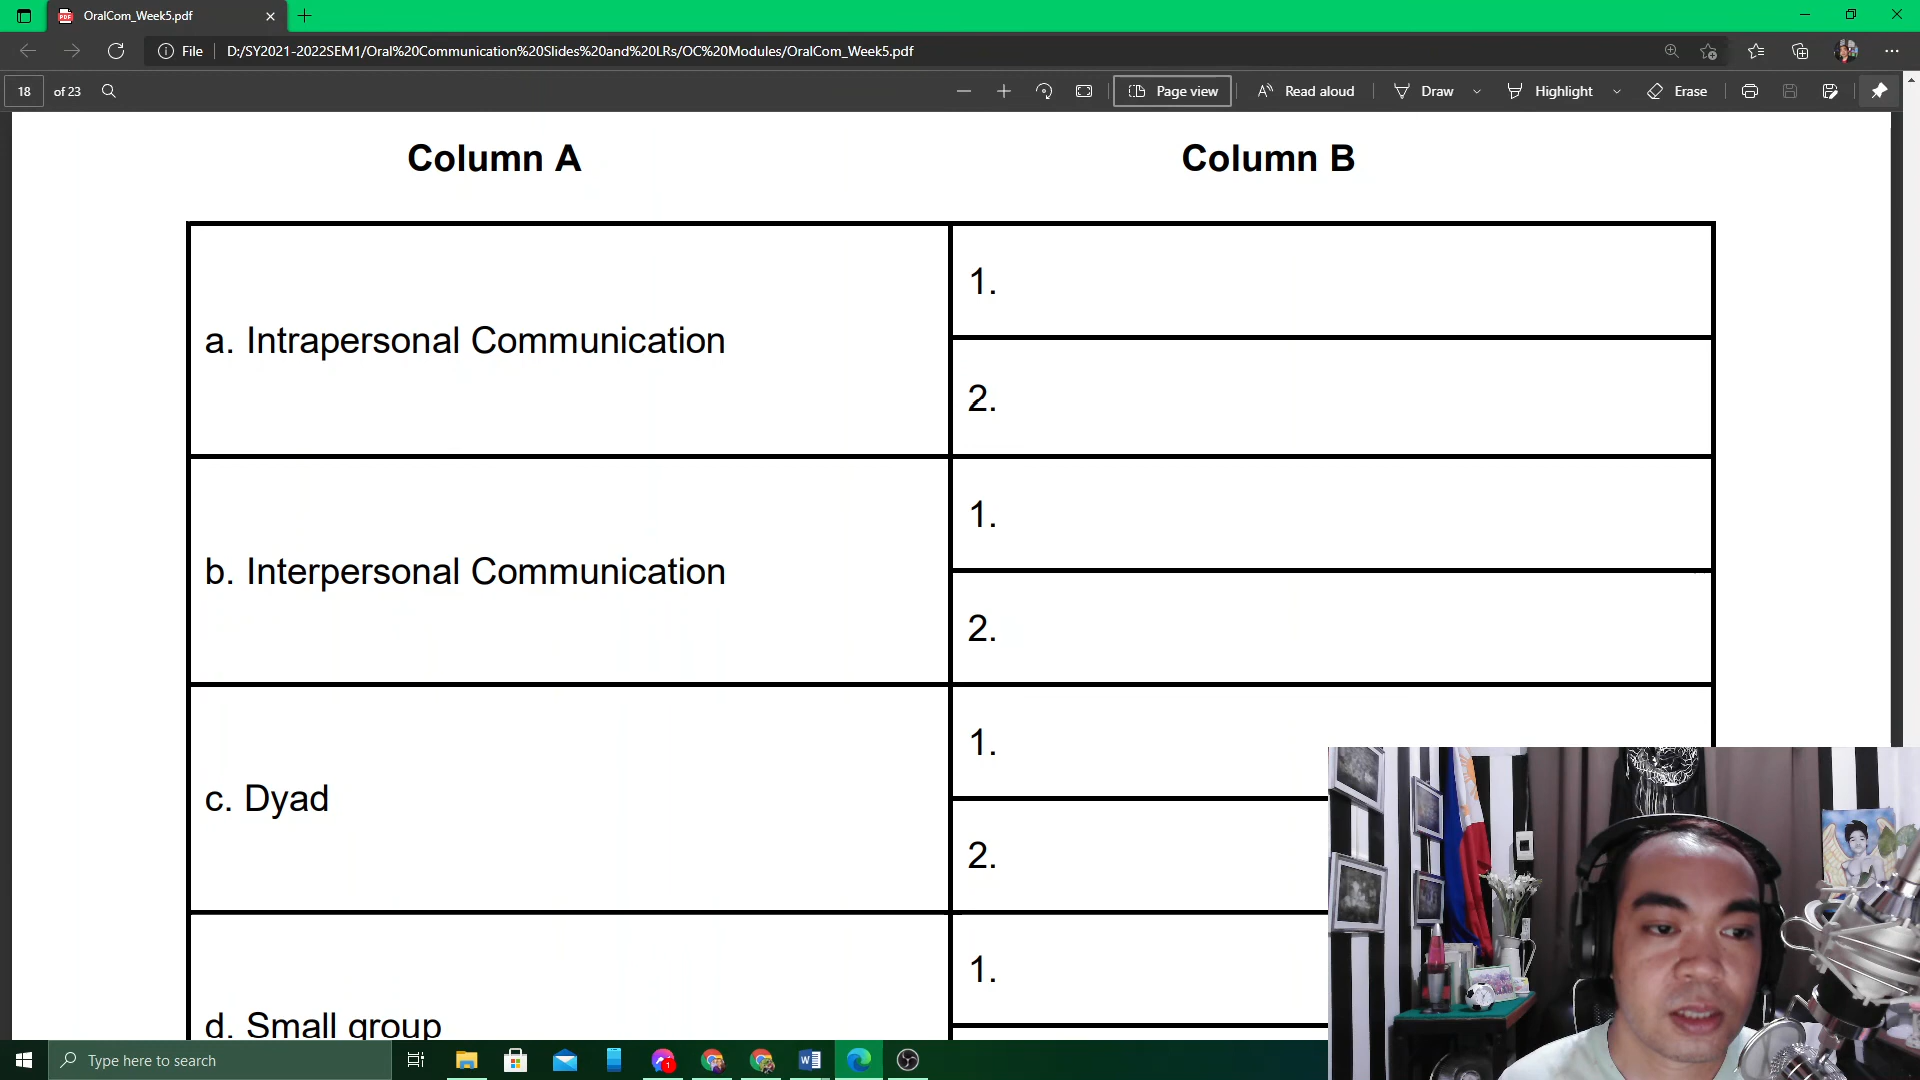 OralCom_Week5.pdf
File
D:/SY2021-2022SEM1/Oral%20Communication%20Slides%20and%20LRs/OC%20Modules/OralCom_Week5.pdf
18 of 23
Page view
Read aloud
Draw
Highlight
Erase
Column A
Column B
a. Intrapersonal Communication
1.
2.
b. Interpersonal Communication
1.
2.
c. Dyad
1.
2.
d. Small group
1.
Type here to search